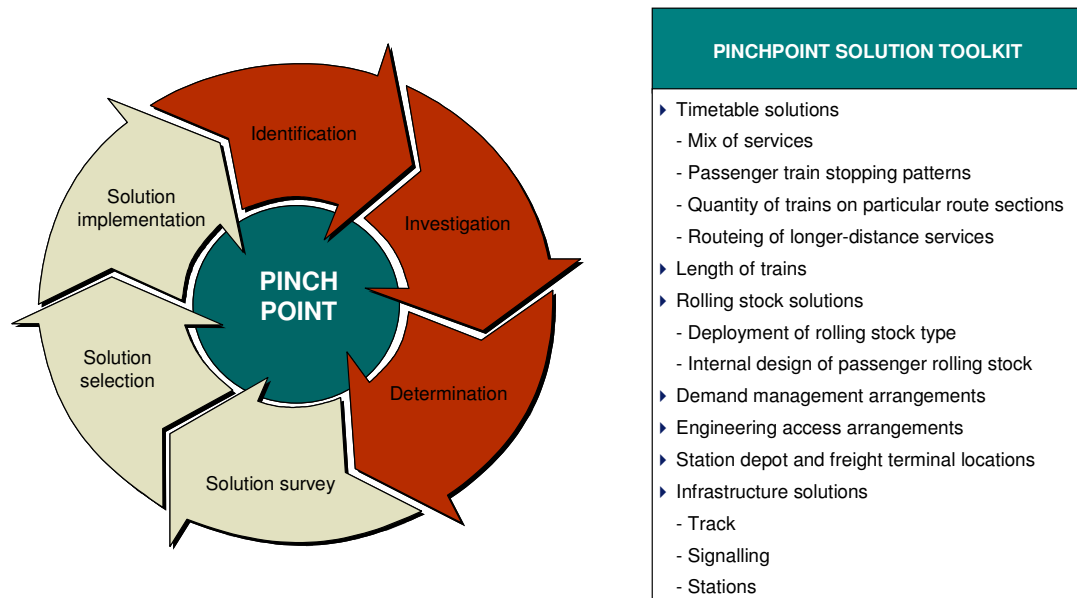 Identification
Investigation
Determination
Solution survey
Solution
selection
Solution
implementation
PINCH
POINT
PINCHPOINT SOLUTION TOOLKIT
Timetable solutions
- Mix of services
- Passenger train stopping patterns
- Quantity of trains on particular route sections
- Routeing of longer-distance services
Length of trains
Rolling stock solutions
- Deployment of rolling stock type
- Internal design of passenger rolling stock
Demand management arrangements
Engineering access arrangements
Station depot and freight terminal locations
Infrastructure solutions
- Track
- Signalling
- Stations